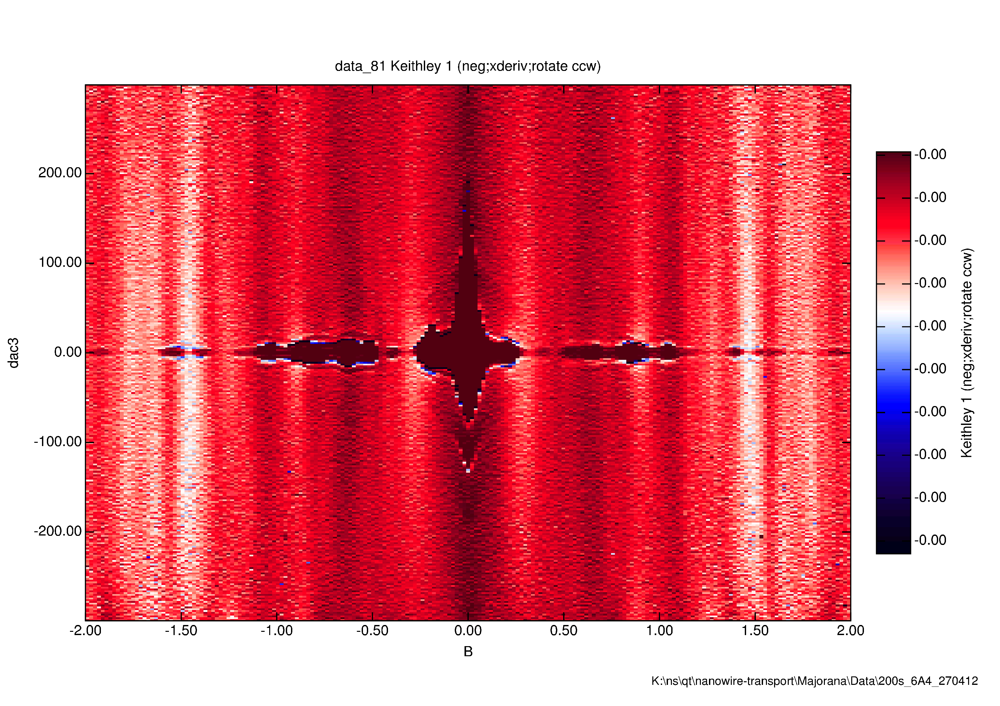 data_81 Keithley 1 (neg;xderiv;rotate ccw)
200.00
100.00
0.00
-100.00
-200.00
dac3
-2.00 -1.50 -1.00 -0.50 0.00 0.50 1.00 1.50 2.00
B
-0.00
-0.00
-0.00
-0.00
-0.00
-0.00
-0.00
-0.00
-0.00
-0.00
Keithley 1 (neg;xderiv;rotate ccw)
K:\ns\qt\nanowire-transport\Majorana\Data\200s_6A4_270412